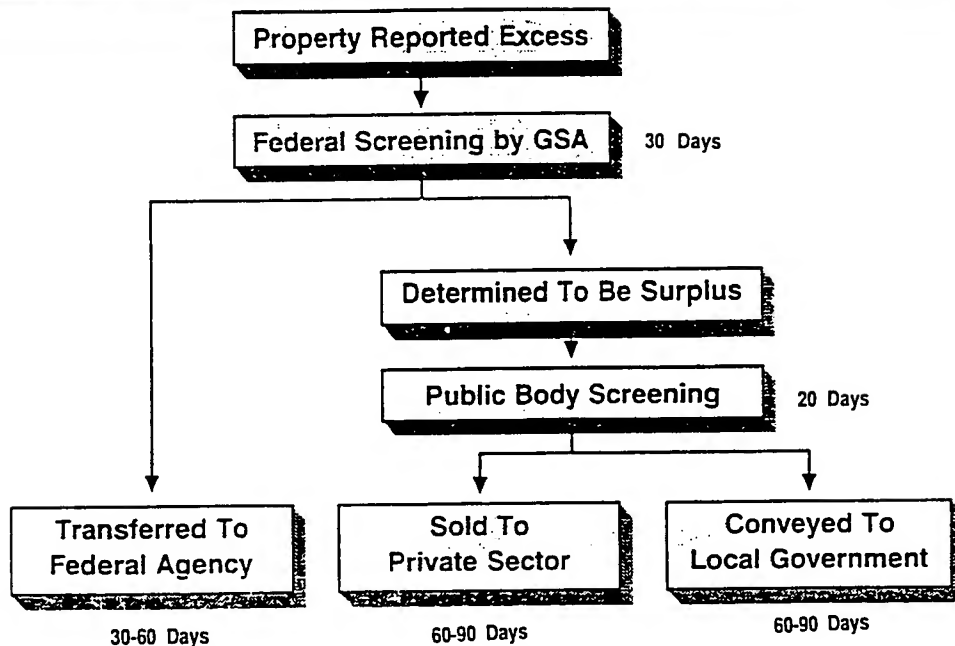 Property Reported Excess
Federal Screening by GSA
30 Days
Determined To Be Surplus
Public Body Screening
20 Days
Transferred To
Federal Agency
30-60 Days
Sold To
Private Sector
60-90 Days
Conveyed To
Local Government
60-90 Days